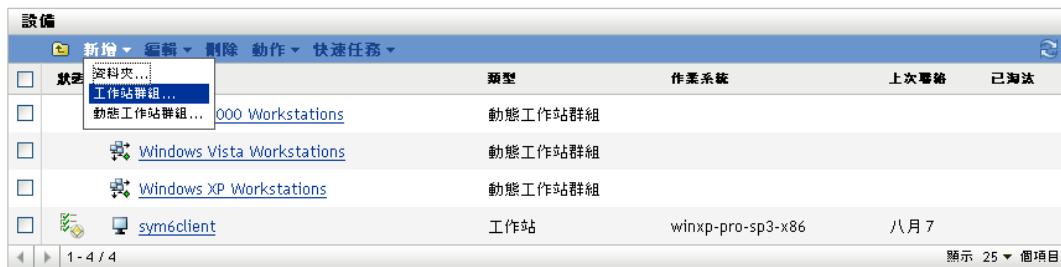 設備
新增 編輯 刪除 動作 快速任務
資料夾...
工作站群組...
動態工作站群組...
類型 作業系統 上次聯絡 已淘汰
000 Workstations 動態工作站群組
Windows Vista Workstations 動態工作站群組
Windows XP Workstations 動態工作站群組
sym6client 工作站 winxp-pro-sp3-x86 八月 7
1 - 4 / 4 顯示 25 個項目